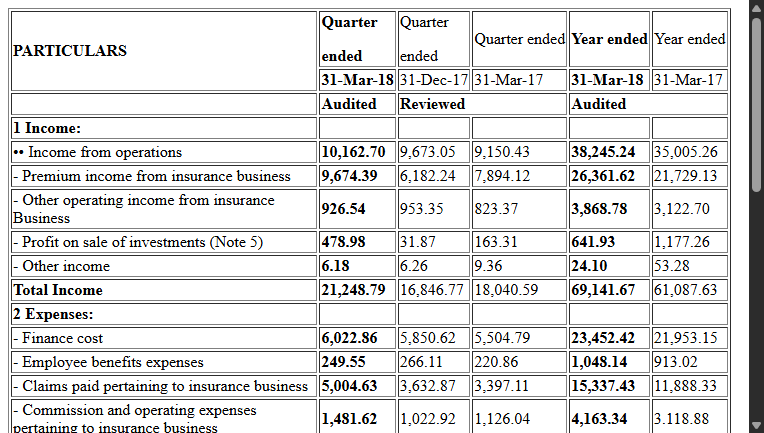 PARTICULARS Quarter ended Quarter ended Quarter ended Year ended Year ended
31-Mar-18 31-Dec-17 31-Mar-17 31-Mar-18 31-Mar-17
Audited Reviewed Audited
1 Income:
•• Income from operations 10,162.70 9,673.05 9,150.43 38,245.24 35,005.26
- Premium income from insurance business 9,674.39 6,182.24 7,894.12 26,361.62 21,729.13
- Other operating income from insurance
Business 926.54 953.35 823.37 3,868.78 3,122.70
- Profit on sale of investments (Note 5) 478.98 31.87 163.31 641.93 1,177.26
- Other income 6.18 6.26 9.36 24.10 53.28
Total Income 21,248.79 16,846.77 18,040.59 69,141.67 61,087.63
2 Expenses:
- Finance cost 6,022.86 5,850.62 5,504.79 23,452.42 21,953.15
- Employee benefits expenses 249.55 266.11 220.86 1,048.14 913.02
- Claims paid pertaining to insurance business 5,004.63 3,632.87 3,397.11 15,337.43 11,888.33
- Commission and operating expenses
pertaining to insurance business 1,481.62 1,022.92 1,126.04 4,163.34 3.118.88